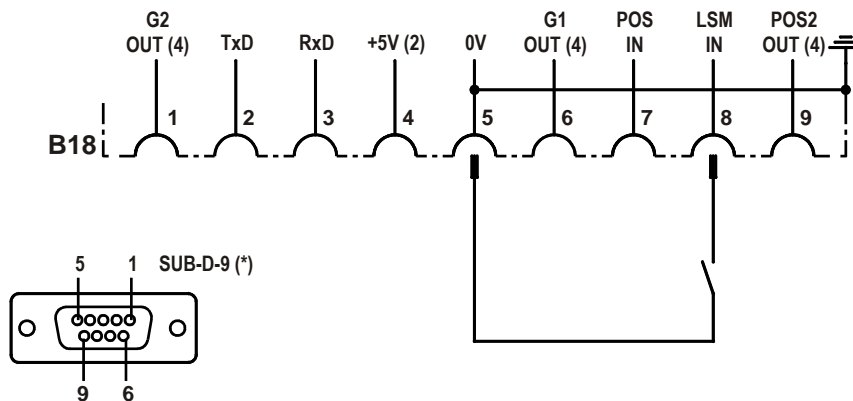 G2 OUT (4) TxD RxD +5V (2) 0V G1 OUT (4) POS IN LSM IN POS2 OUT (4)
1 2 3 4 5 6 7 8 9
B18
5 1 SUB-D-9 (*)
9 6